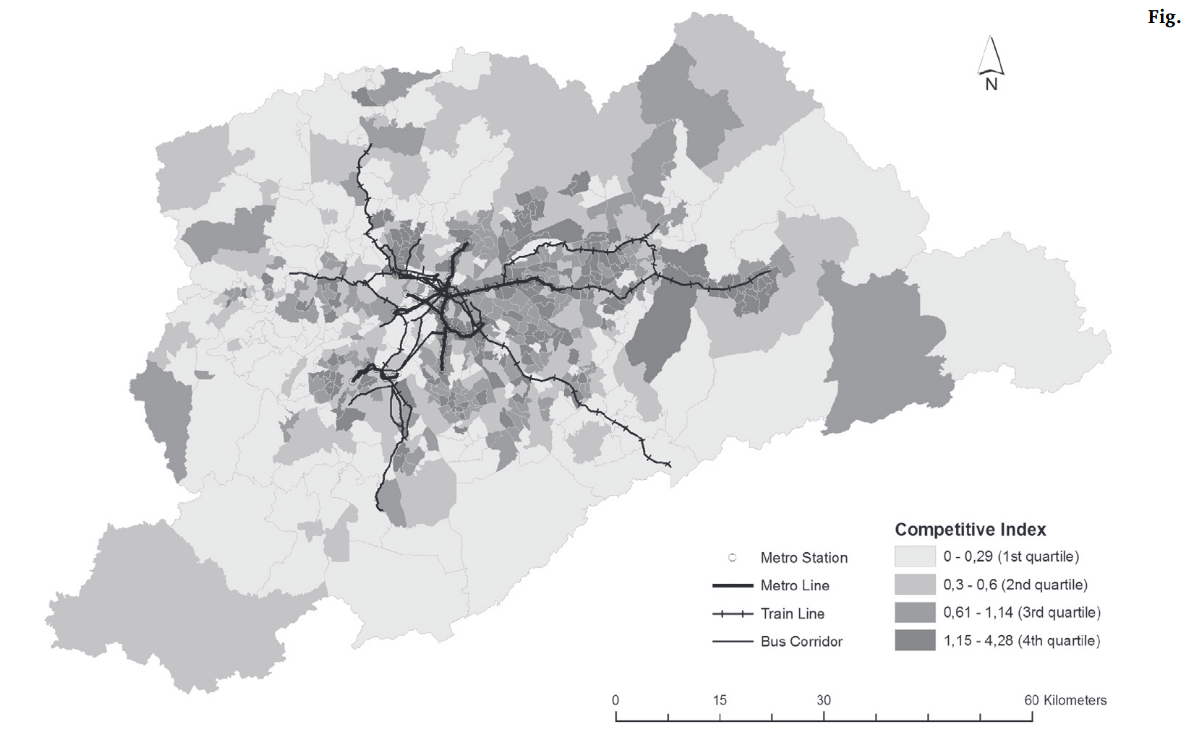 Fig.
N
Competitive Index
Metro Station
Metro Line
Train Line
Bus Corridor
0 - 0,29 (1st quartile)
0,3 - 0,6 (2nd quartile)
0,61 - 1,14 (3rd quartile)
1,15 - 4,28 (4th quartile)
0 15 30 60 Kilometers